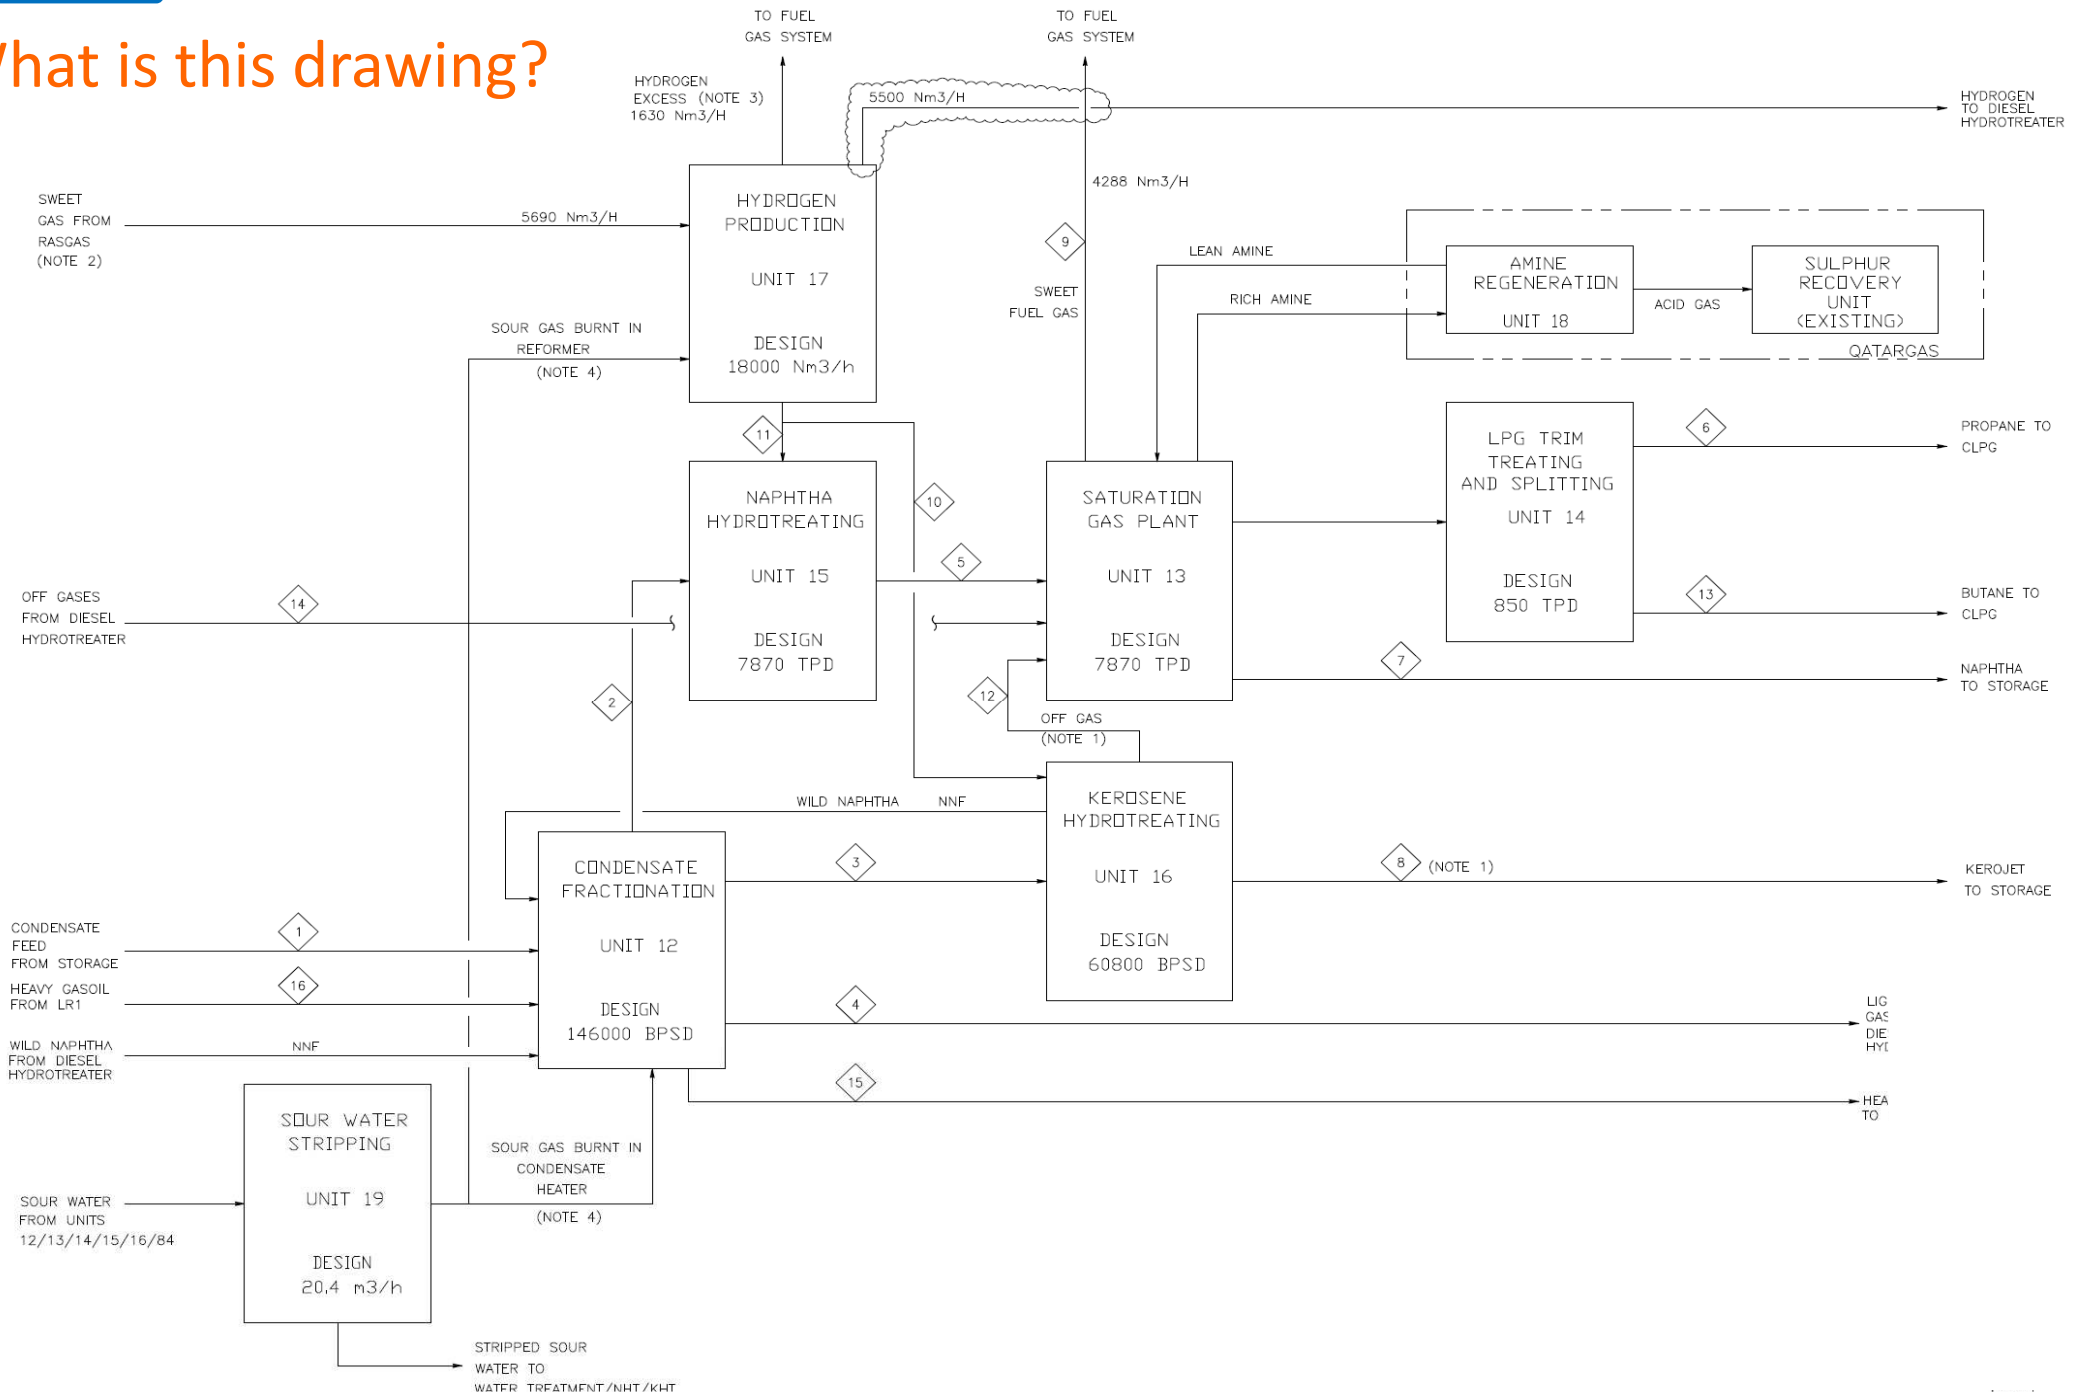 What is this drawing?
TO FUEL
GAS SYSTEM
TO FUEL
GAS SYSTEM
HYDROGEN
EXCESS (NOTE 3)
1630 Nm3/H
5500 Nm3/H
HYDROGEN
TO DIESEL
HYDROTREATER
SWEET
GAS FROM
RASGAS
(NOTE 2)
5690 Nm3/H
HYDROGEN
PRODUCTION
UNIT 17
DESIGN
18000 Nm3/h
4288 Nm3/H
9
SWEET
FUEL GAS
LEAN AMINE
RICH AMINE
AMINE
REGENERATION
UNIT 18
ACID GAS
SULPHUR
RECOVERY
UNIT
(EXISTING)
QATARGAS
SOUR GAS BURNT IN
REFORMER
(NOTE 4)
11
10
NAPHTHA
HYDROTREATING
UNIT 15
DESIGN
7870 TPD
5
SATURATION
GAS PLANT
UNIT 13
DESIGN
7870 TPD
LPG TRIM
TREATING
AND SPLITTING
UNIT 14
DESIGN
850 TPD
6
PROPANE TO
CLPG
13
BUTANE TO
CLPG
7
NAPHTHA
TO STORAGE
OFF GASES
FROM DIESEL
HYDROTREATER
14
2
12
OFF GAS
(NOTE 1)
WILD NAPHTHA NNF
KEROSENE
HYDROTREATING
UNIT 16
DESIGN
60800 BPSD
3
8
(NOTE 1)
KEROJET
TO STORAGE
CONDENSATE
FRACTIONATION
UNIT 12
DESIGN
146000 BPSD
CONDENSATE
FEED
FROM STORAGE
1
HEAVY GASOIL
FROM LR1
16
WILD NAPHTHA
FROM DIESEL
HYDROTREATER
NNF
4
LIG
GAS
DIE
HYD
15
HEA
TO
SOUR WATER
STRIPPING
UNIT 19
DESIGN
20,4 m3/h
SOUR GAS BURNT IN
CONDENSATE
HEATER
(NOTE 4)
SOUR WATER
FROM UNITS
12/13/14/15/16/84
STRIPPED SOUR
WATER TO
WATER TREATMENT/NHT/KHT